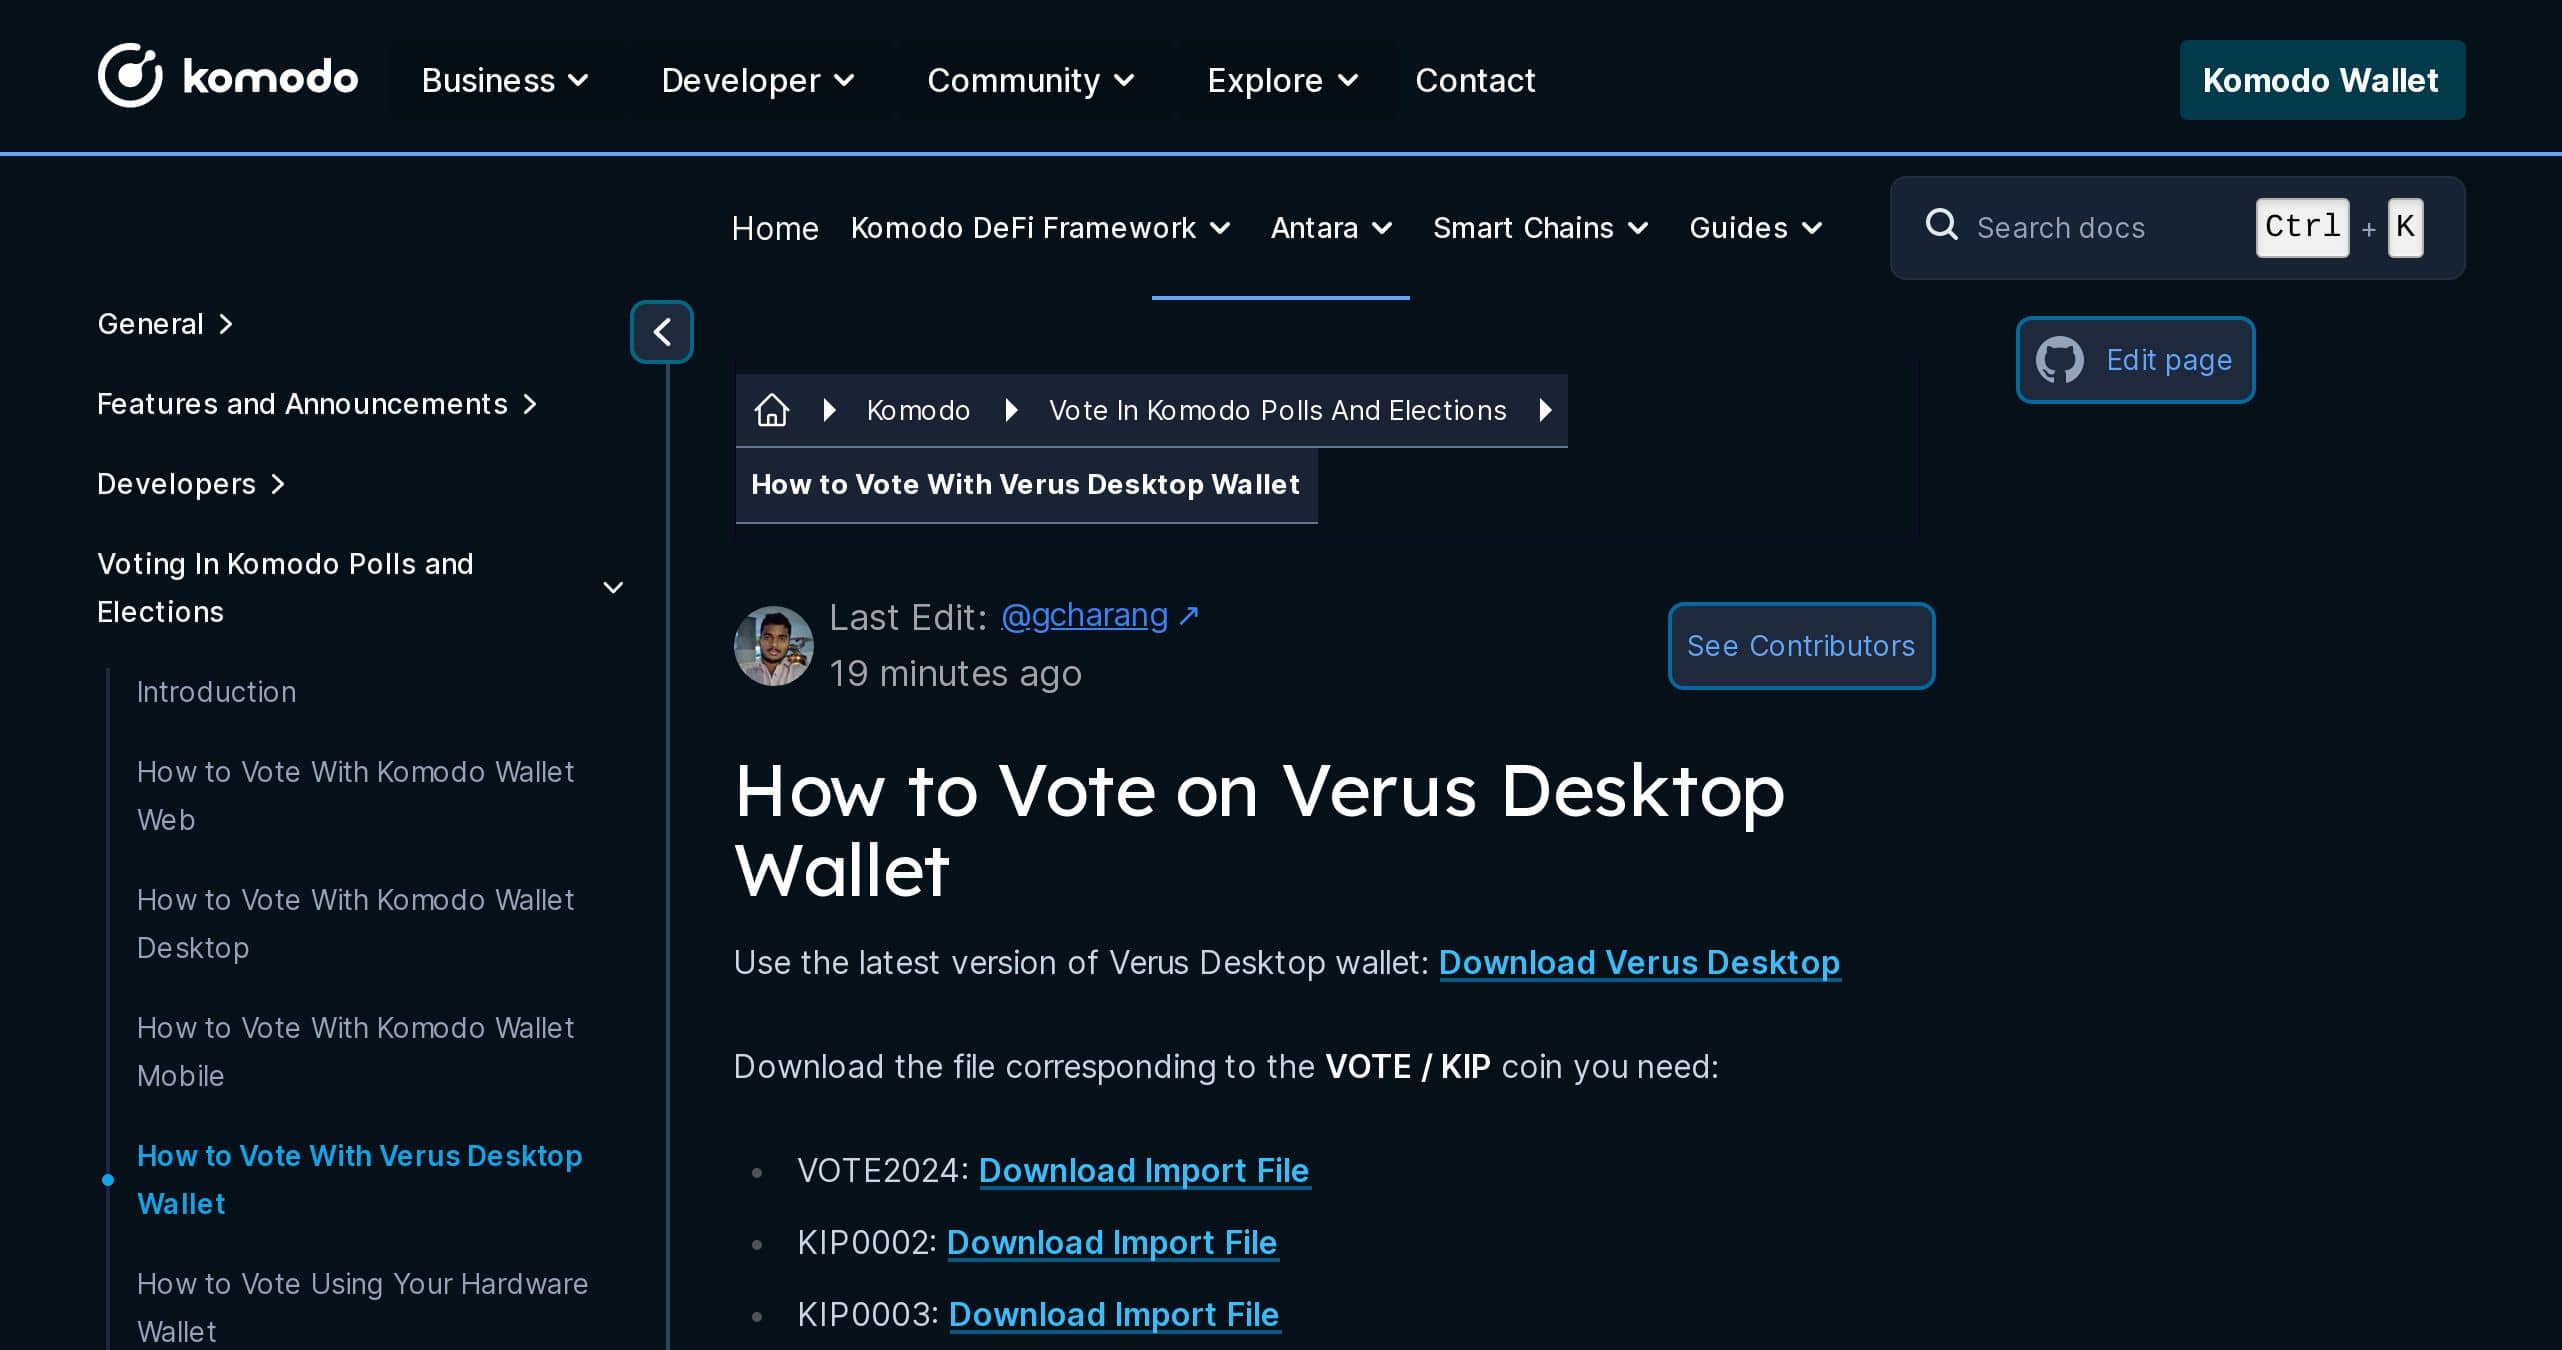 komodo
Business
Developer
Community
Explore
Contact
Komodo Wallet
Home
Komodo DeFi Framework
Antara
Smart Chains
Guides
Search docs
Ctrl + K
General
Features and Announcements
Developers
Voting In Komodo Polls and
Elections
Introduction
How to Vote With Komodo Wallet
Web
How to Vote With Komodo Wallet
Desktop
How to Vote With Komodo Wallet
Mobile
How to Vote With Verus Desktop
Wallet
How to Vote Using Your Hardware
Wallet
Edit page
Komodo
Vote In Komodo Polls And Elections
How to Vote With Verus Desktop Wallet
Last Edit: @gcharang ↗
19 minutes ago
See Contributors
How to Vote on Verus Desktop
Wallet
Use the latest version of Verus Desktop wallet: Download Verus Desktop
Download the file corresponding to the VOTE / KIP coin you need:
VOTE2024: Download Import File
KIP0002: Download Import File
KIP0003: Download Import File